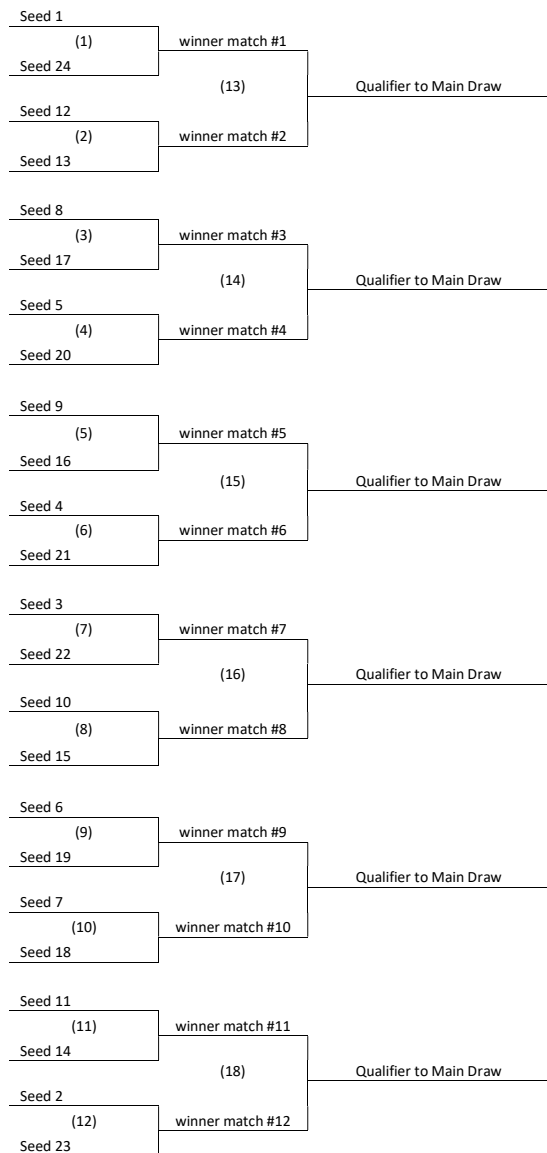 Seed 1
(1)
winner match #1
Seed 24
(13)
Qualifier to Main Draw
Seed 12
(2)
winner match #2
Seed 13
Seed 8
(3)
winner match #3
Seed 17
(14)
Qualifier to Main Draw
Seed 5
(4)
winner match #4
Seed 20
Seed 9
(5)
winner match #5
Seed 16
(15)
Qualifier to Main Draw
Seed 4
(6)
winner match #6
Seed 21
Seed 3
(7)
winner match #7
Seed 22
(16)
Qualifier to Main Draw
Seed 10
(8)
winner match #8
Seed 15
Seed 6
(9)
winner match #9
Seed 19
(17)
Qualifier to Main Draw
Seed 7
(10)
winner match #10
Seed 18
Seed 11
(11)
winner match #11
Seed 14
(18)
Qualifier to Main Draw
Seed 2
(12)
winner match #12
Seed 23